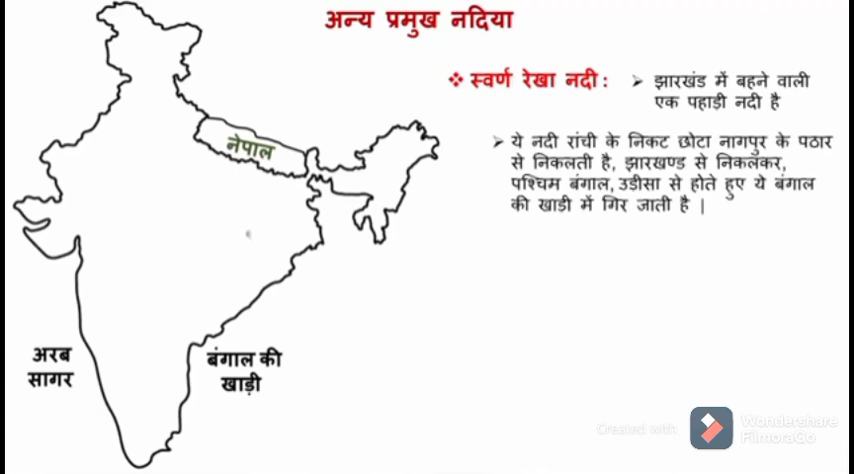 अन्य प्रमुख नदिया
❖ स्वर्ण रेखा नदी :
➢ झारखंड में बहने वाली
एक पहाड़ी नदी है
➢ ये नदी रांची के निकट छोटा नागपुर के पठार
से निकलती है, झारखण्ड से निकलकर,
पश्चिम बंगाल, उडीसा से होते हुए ये बंगाल
की खाडी में गिर जाती है |
नेपाल
अरब
सागर
बंगाल की
खाड़ी
Created with
Wondershare
FilmoraGo